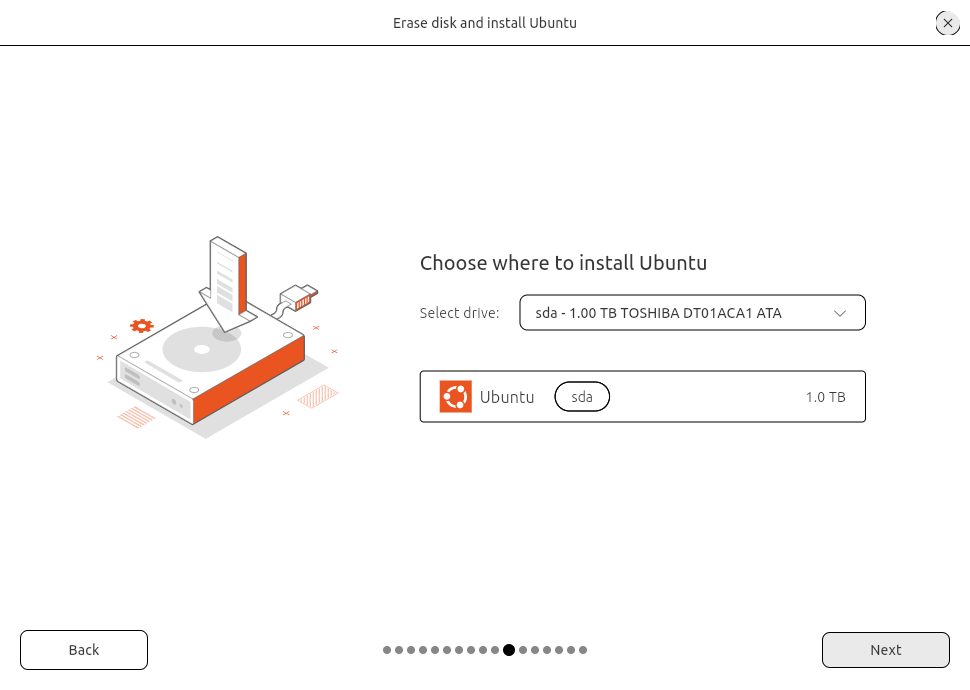 Erase disk and install Ubuntu
Choose where to install Ubuntu
Select drive: sda - 1.00 TB TOSHIBA DT01ACA1 ATA
Ubuntu sda 1.0 TB
Back Next